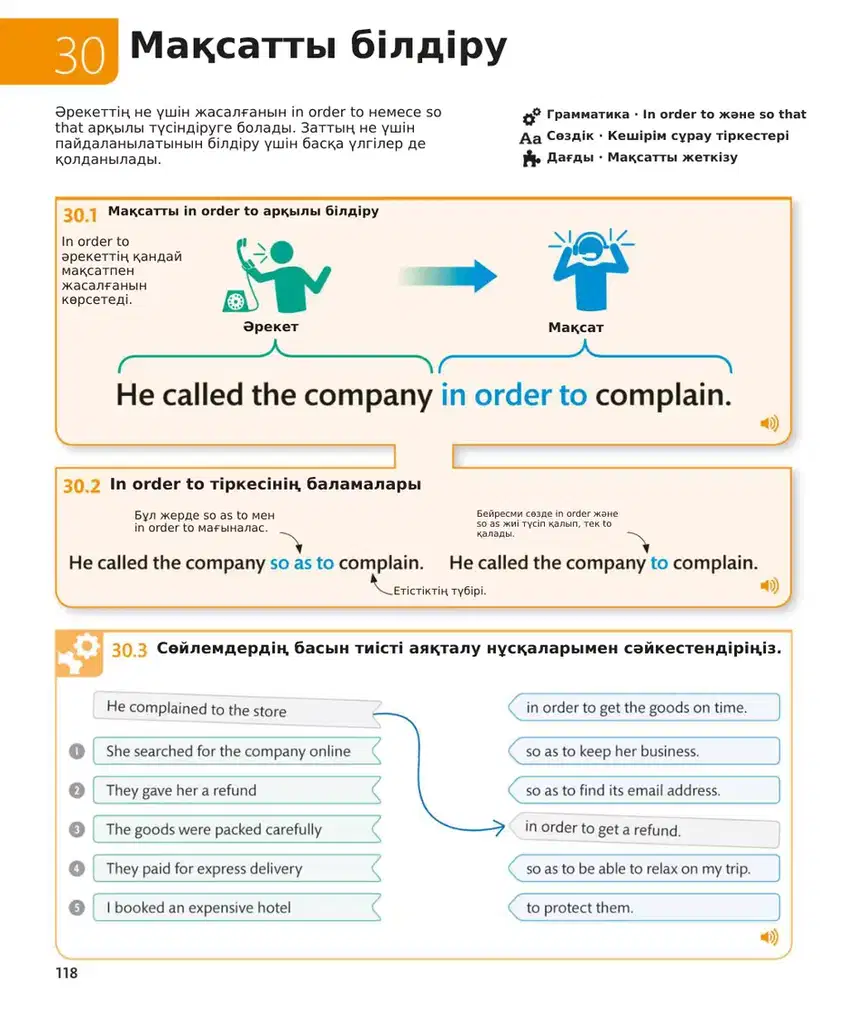 30
Мақсатты білдіру
Әрекеттің не үшін жасалғанын in order to немесе so
that арқылы түсіндіруге болады. Заттың не үшін
пайдаланылатынын білдіру үшін басқа үлгілер де
қолданылады.
Грамматика · In order to және so that
Aa Сөздік · Кешірім сұрау тіркестері
Дағды · Мақсатты жеткізу
30.1 Мақсатты in order to арқылы білдіру
In order to
әрекеттің қандай
мақсатпен
жасалғанын
көрсетеді.
Әрекет
Мақсат
He called the company in order to complain.
30.2 In order to тіркесінің баламалары
Бұл жерде so as to мен
in order to мағыналас.
He called the company so as to complain.
Етістіктің түбірі.
Бейресми сөзде in order және
so as жиі түсіп қалып, тек to
қалады.
He called the company to complain.
30.3 Сөйлемдердің басын тиісті аяқталу нұсқаларымен сәйкестендіріңіз.
He complained to the store
1 She searched for the company online
2 They gave her a refund
3 The goods were packed carefully
4 They paid for express delivery
5 I booked an expensive hotel
in order to get the goods on time.
so as to keep her business.
so as to find its email address.
in order to get a refund.
so as to be able to relax on my trip.
to protect them.
118